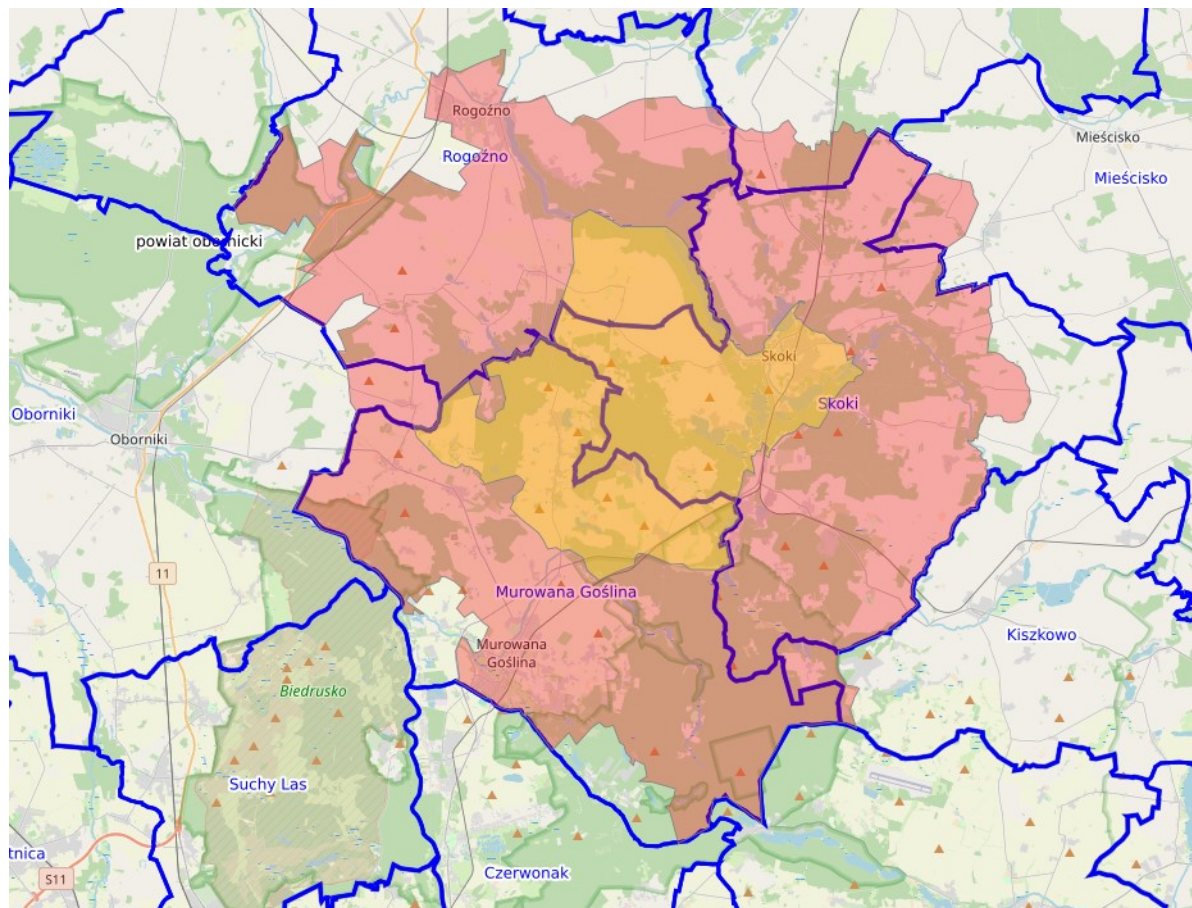 Rogoźno
Mieścisko
Rogoźno
Mieścisko
powiat obornicki
Skoki
Skoki
Oborniki
Oborniki
11
Murowana Goślina
Kiszkowo
Murowana
Goślina
Biedrusko
Suchy Las
tnica
S11
Czerwonak